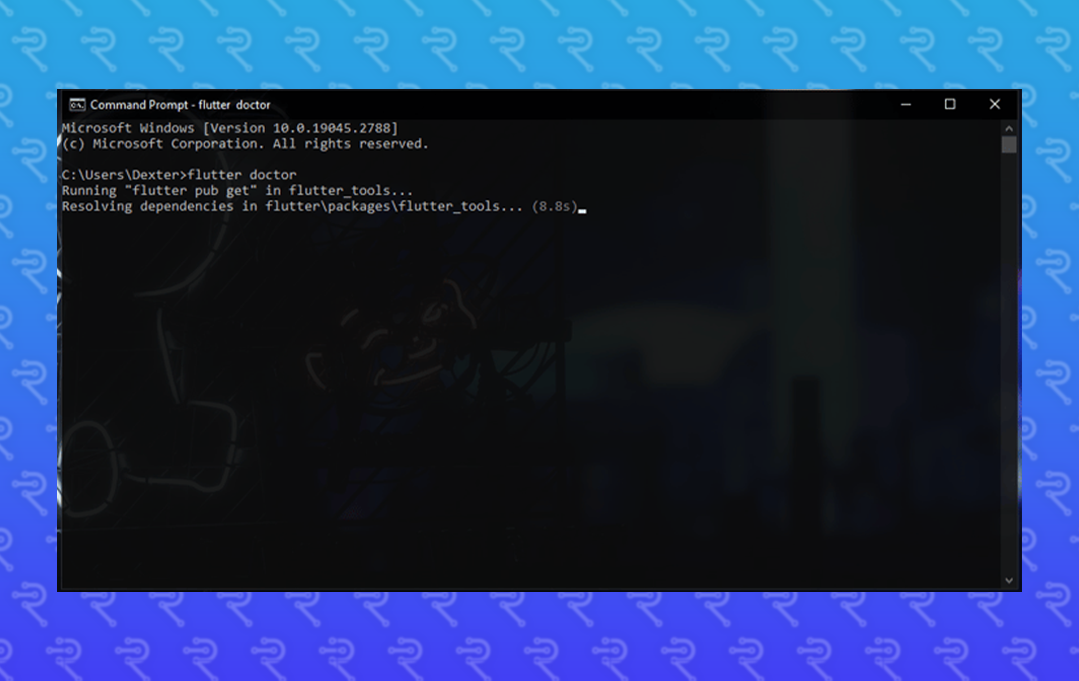 Command Prompt - flutter doctor
Microsoft Windows [Version 10.0.19045.2788]
(c) Microsoft Corporation. All rights reserved.
C:\Users\Dexter>flutter doctor
Running "flutter pub get" in flutter_tools...
Resolving dependencies in flutter\packages\flutter_tools... (8.8s)